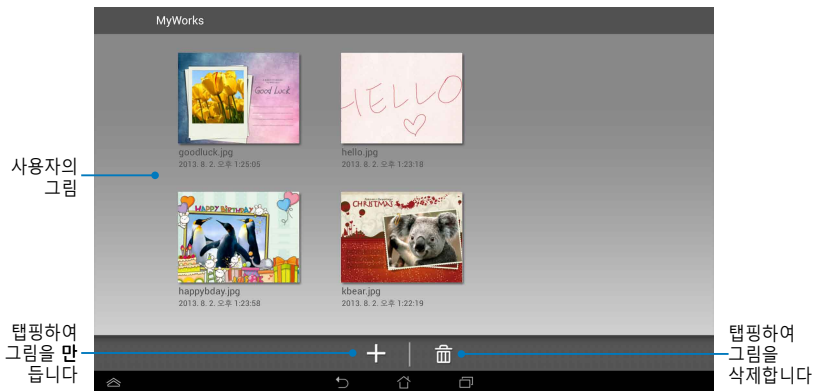 MyWorks
Good Luck
HELLO
goodluck.jpg
2013. 8. 2. 오후 1:25:05
hello.jpg
2013. 8. 2. 오후 1:23:18
사용자의
그림
HAPPY BIRTHDAY
CHRISTMAS
happybday.jpg
2013. 8. 2. 오후 1:23:58
kbear.jpg
2013. 8. 2. 오후 1:22:19
탭핑하여
그림을 만
듭니다
탭핑하여
그림을
삭제합니다